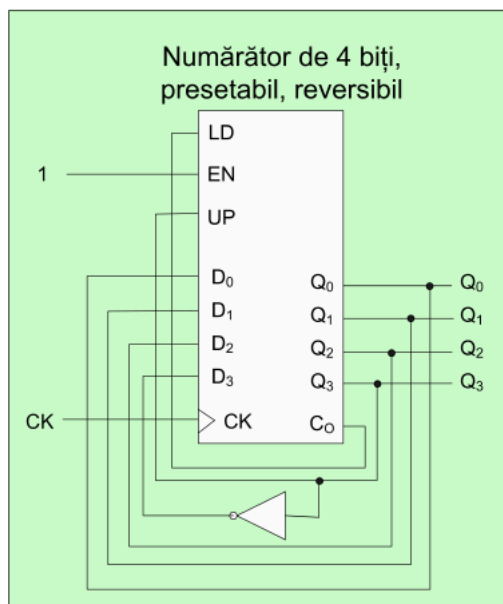 Numărător de 4 biți,
presetabil, reversibil
LD
1 EN
UP
D₀ Q₀ Q₀
D₁ Q₁ Q₁
D₂ Q₂ Q₂
D₃ Q₃ Q₃
CK CK C₀